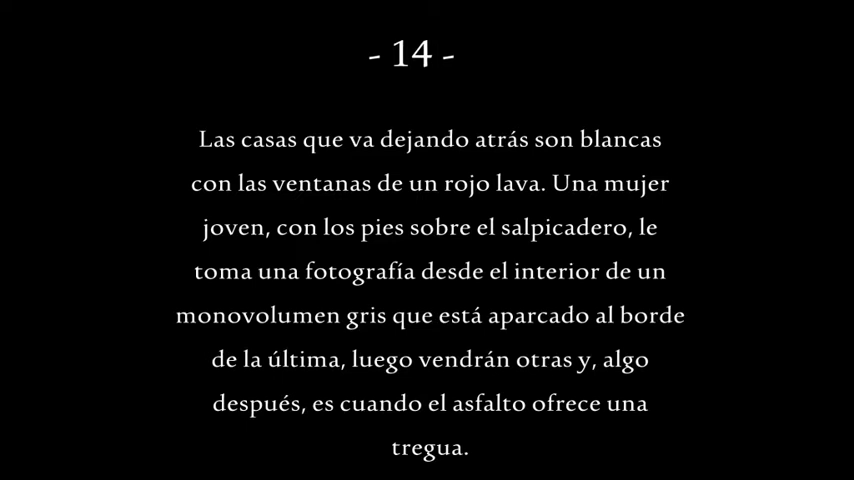 - 14 -
Las casas que va dejando atrás son blancas
con las ventanas de un rojo lava. Una mujer
joven, con los pies sobre el salpicadero, le
toma una fotografía desde el interior de un
monovolumen gris que está aparcado al borde
de la última, luego vendrán otras y, algo
después, es cuando el asfalto ofrece una
tregua.